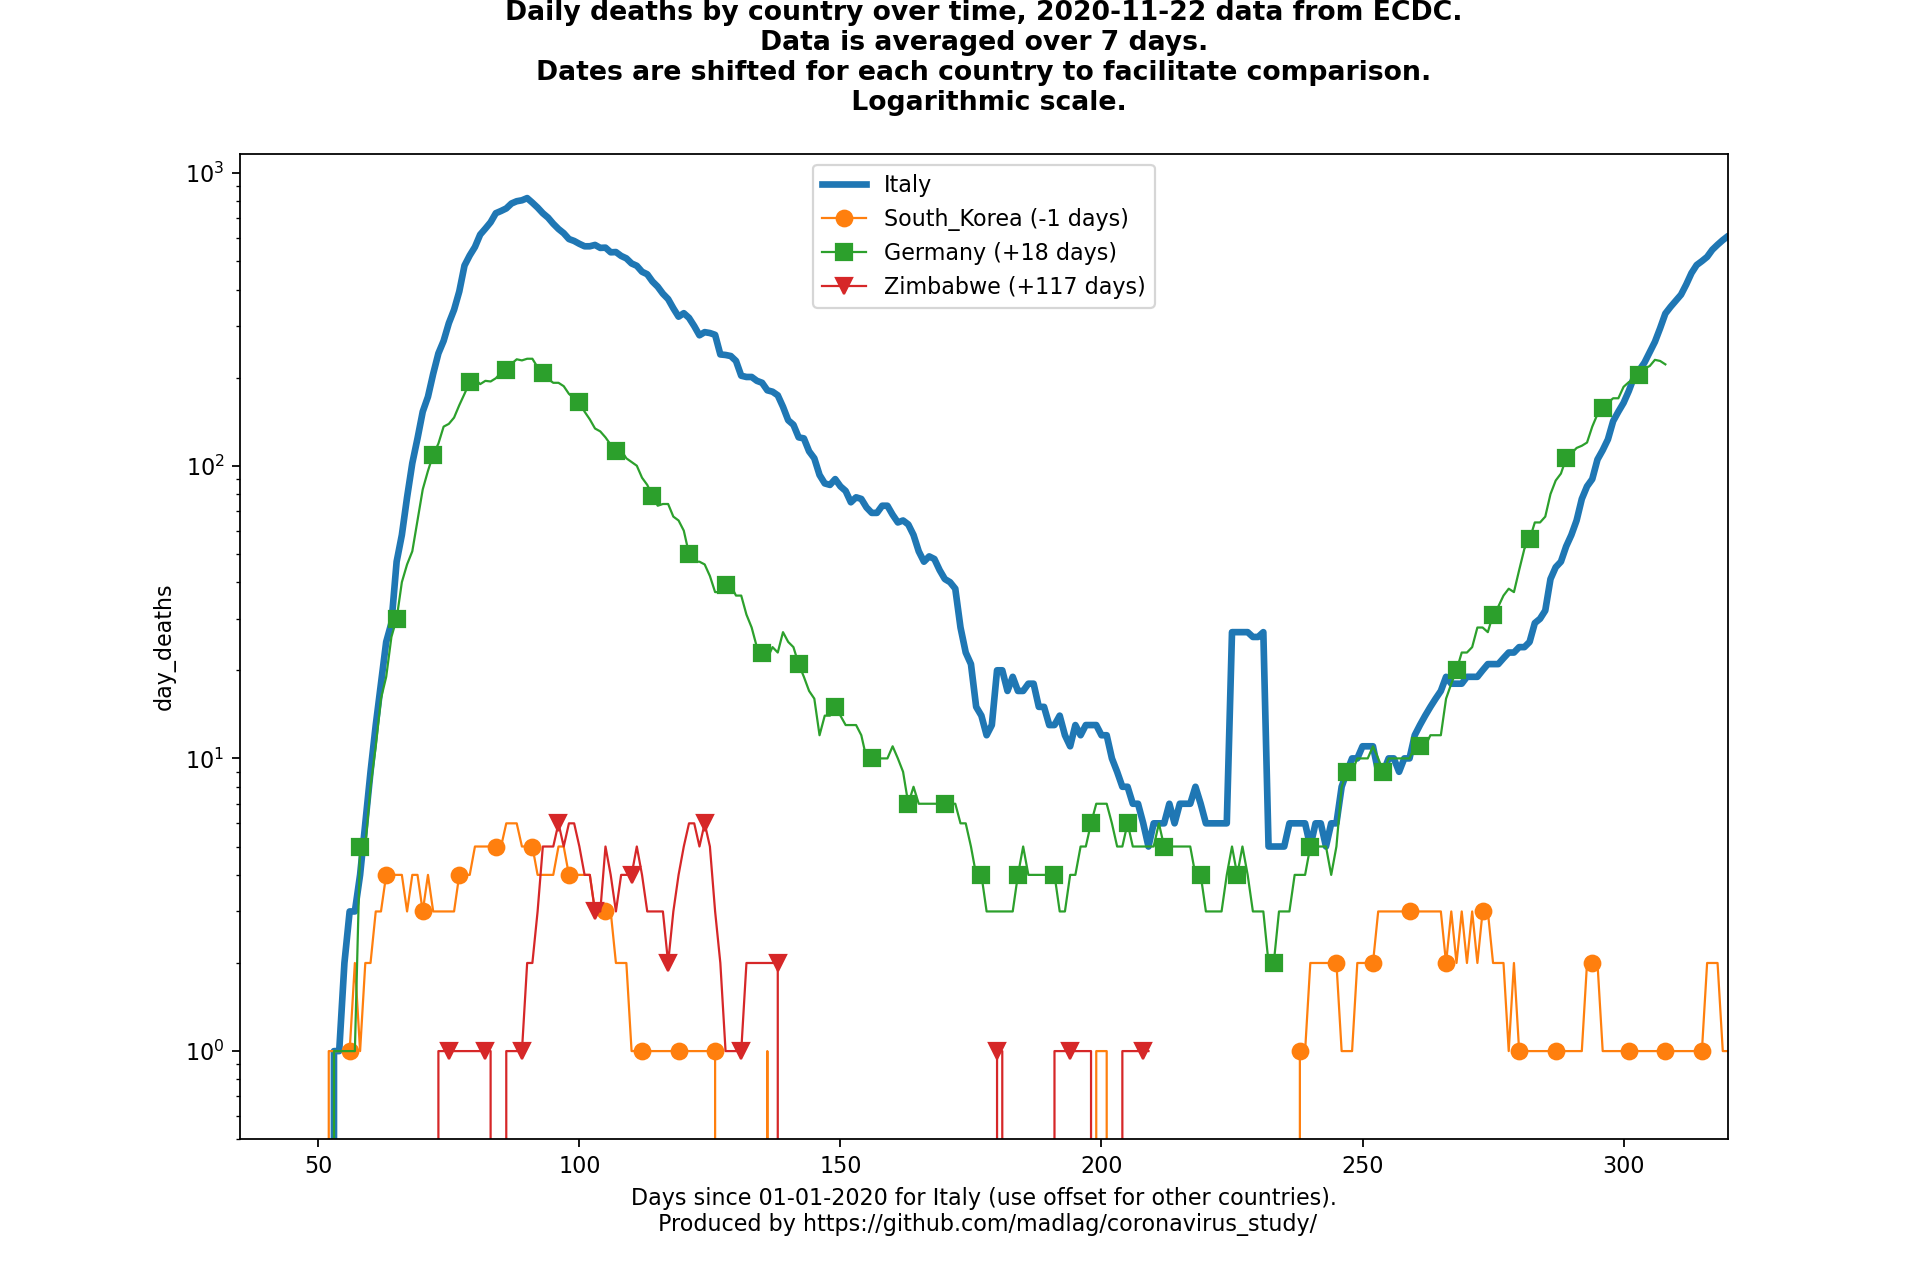 Daily deaths by country over time, 2020-11-22 data from ECDC.
Data is averaged over 7 days.
Dates are shifted for each country to facilitate comparison.
Logarithmic scale.
10³
10²
10¹
10⁰
day_deaths
Italy
South_Korea (-1 days)
Germany (+18 days)
Zimbabwe (+117 days)
50 100 150 200 250 300
Days since 01-01-2020 for Italy (use offset for other countries).
Produced by https://github.com/madlag/coronavirus_study/